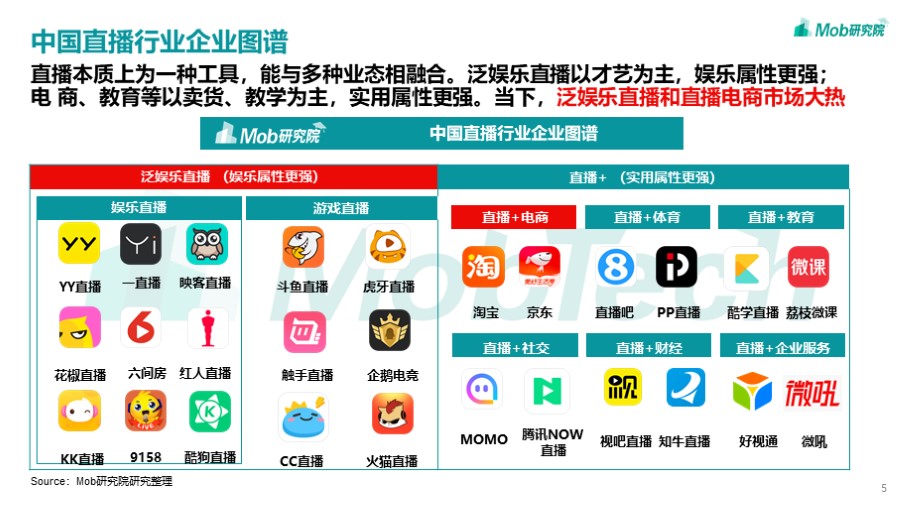 中国直播行业企业图谱
Mob研究院
直播本质上为一种工具，能与多种业态相融合。泛娱乐直播以才艺为主，娱乐属性更强；
电 商、教育等以卖货、教学为主，实用属性更强。当下，泛娱乐直播和直播电商市场大热
Mob研究院 中国直播行业企业图谱
泛娱乐直播 （娱乐属性更强） 直播+ （实用属性更强）
娱乐直播 游戏直播
直播+电商 直播+体育 直播+教育
YY Yi
淘 8 微课
YY直播 一直播 映客直播 斗鱼直播 虎牙直播
淘宝 京东 直播吧 PP直播 酷学直播 荔枝微课
直播+社交 直播+财经 直播+企业服务
花椒直播 六间房 红人直播 触手直播 企鹅电竞
LIVE K
微吼
MOMO 腾讯NOW直播 视吧直播 知牛直播 好视通 微吼
KK直播 9158 酷狗直播 CC直播 火猫直播
MobTech
Source：Mob研究院研究整理
5